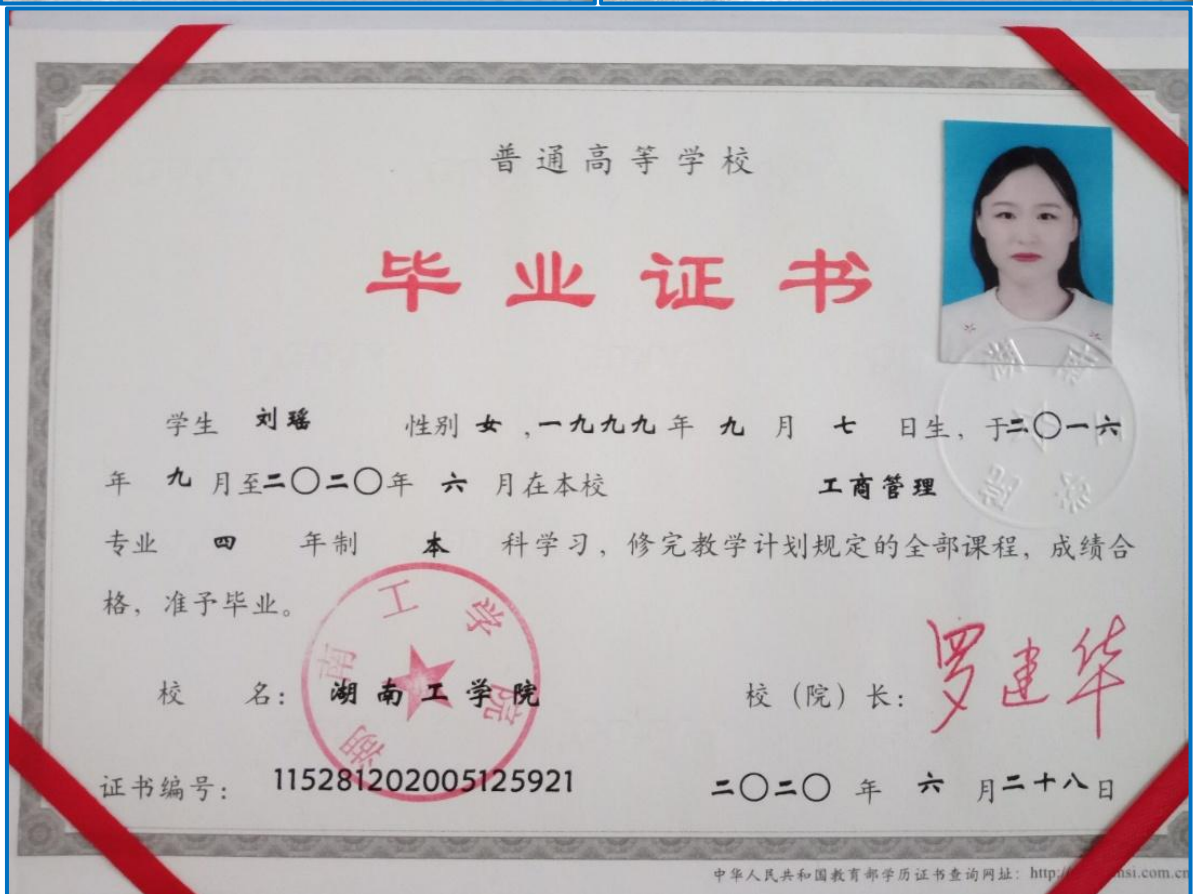 普通高等学校
毕业证书
学生 刘瑶 性别 女 ,一九九九年 九 月 七 日生, 于二〇一六
年 九 月至二〇二〇年 六 月在本校 工商管理
专业 四 年制 本 科学习, 修完教学计划规定的全部课程, 成绩合
格, 准予毕业。
湖南工学院
校 名: 湖南工学院 校(院)长: 罗建华
证书编号: 115281202005125921 二〇二〇 年 六 月二十八日
中华人民共和国教育部学历证书查询网址: http: